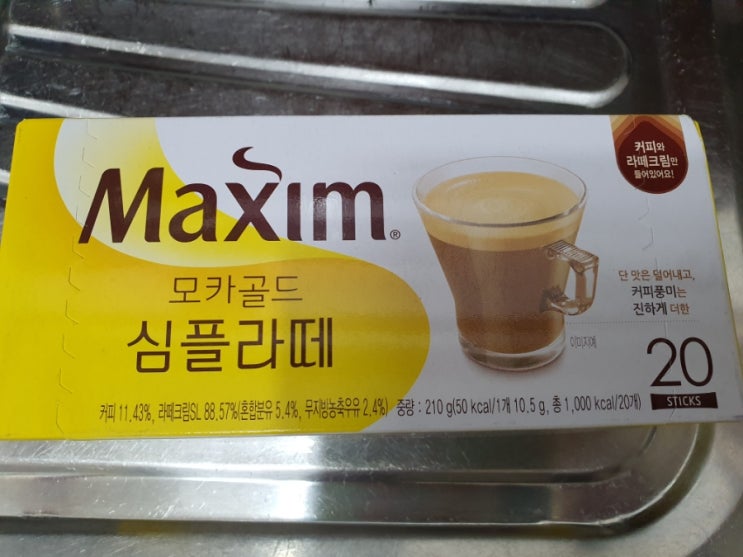 커피와
라떼크림만
들어있어요!
Maxim®
모카골드
심플라떼
단 맛은 덜어내고,
커피풍미는
진하게 더한
이미지예
20
STICKS
커피 11.43%, 라떼크림SL 88.57%(혼합분유 5.4%, 무지방농축우유 2.4%) 중량 : 210 g(50 kcal/1개 10.5 g, 총 1,000 kcal/20개)